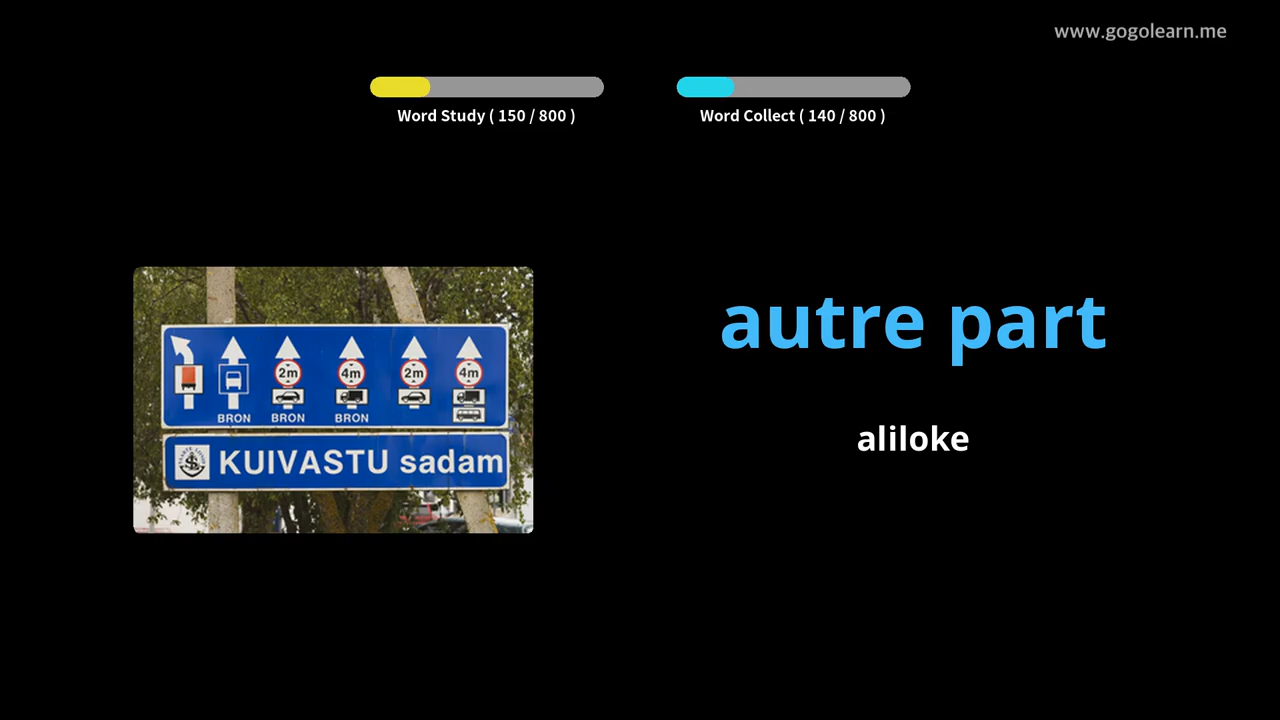 www.gogolearn.me
Word Study ( 150 / 800 )
Word Collect ( 140 / 800 )
2m 4m 2m 4m
BRON BRON BRON
KUIVASTU sadam
autre part
aliloke